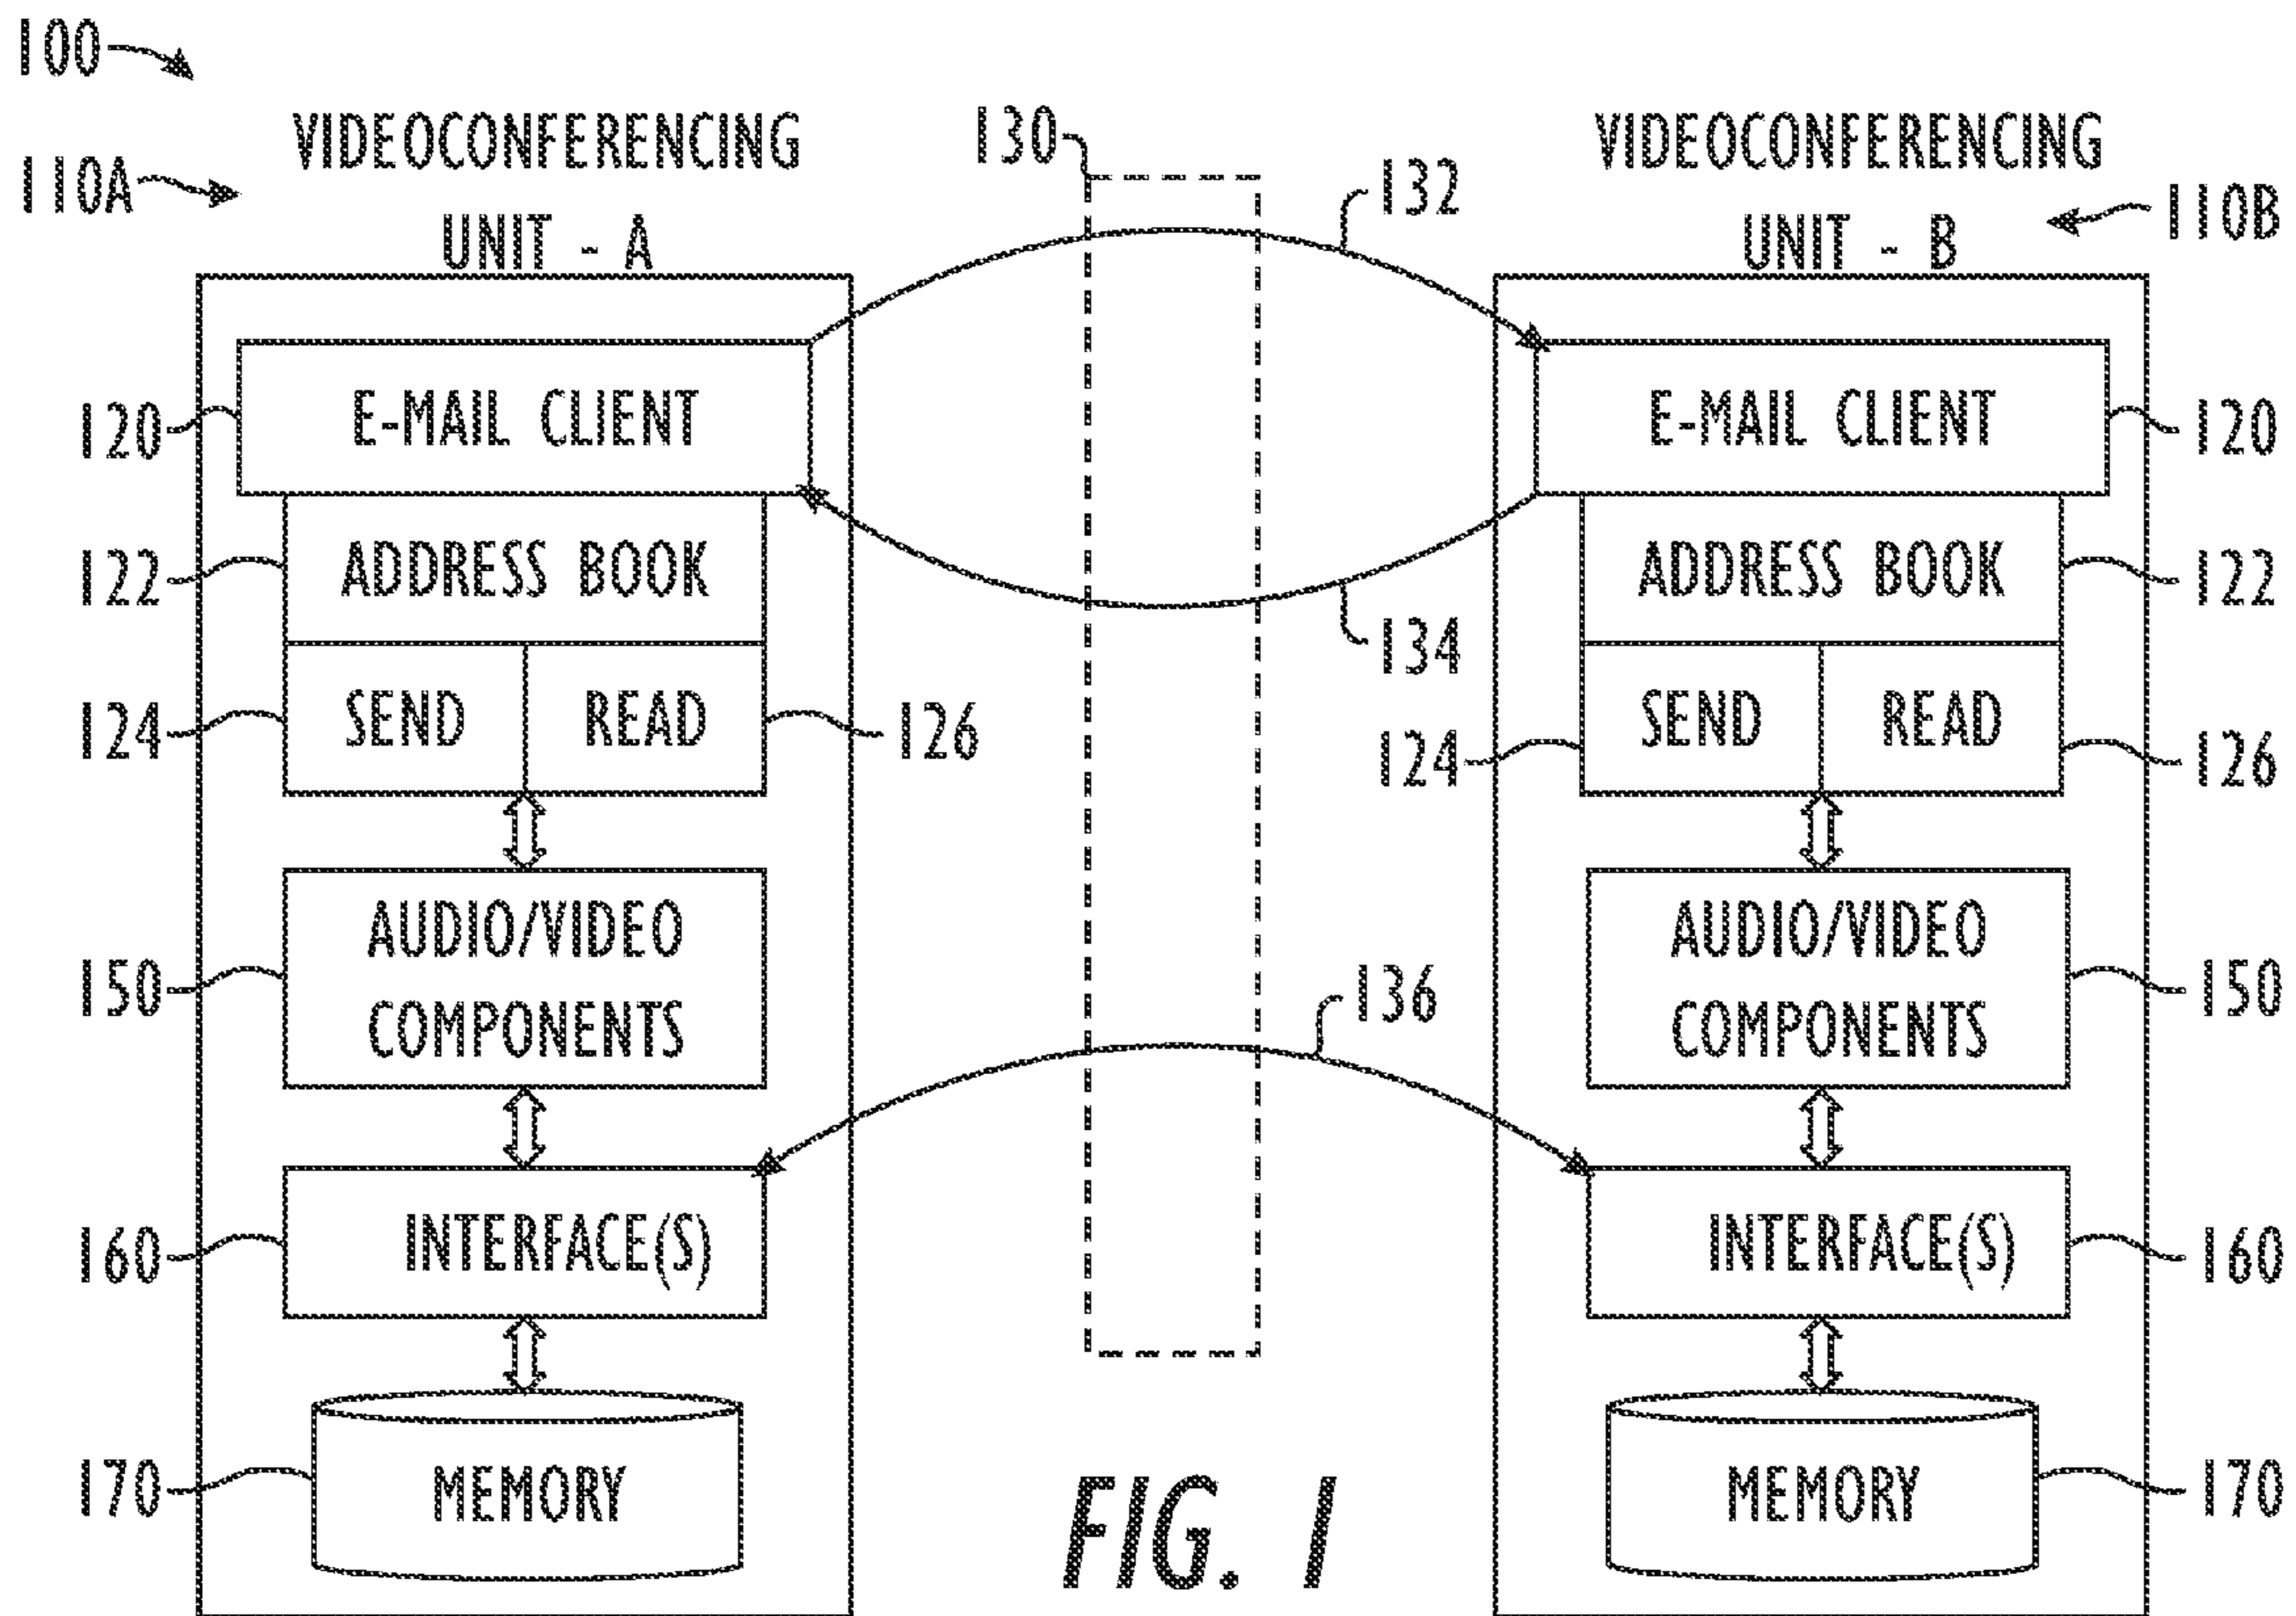 100
VIDEOCONFERENCING
UNIT - A
110A
130
132
VIDEOCONFERENCING
UNIT - B
110B
E-MAIL CLIENT
120
ADDRESS BOOK
122
SEND
READ
124
126
AUDIO/VIDEO
COMPONENTS
150
INTERFACE(S)
160
MEMORY
170
134
136
E-MAIL CLIENT
120
ADDRESS BOOK
122
SEND
READ
124
126
AUDIO/VIDEO
COMPONENTS
150
INTERFACE(S)
160
MEMORY
170
FIG. 1